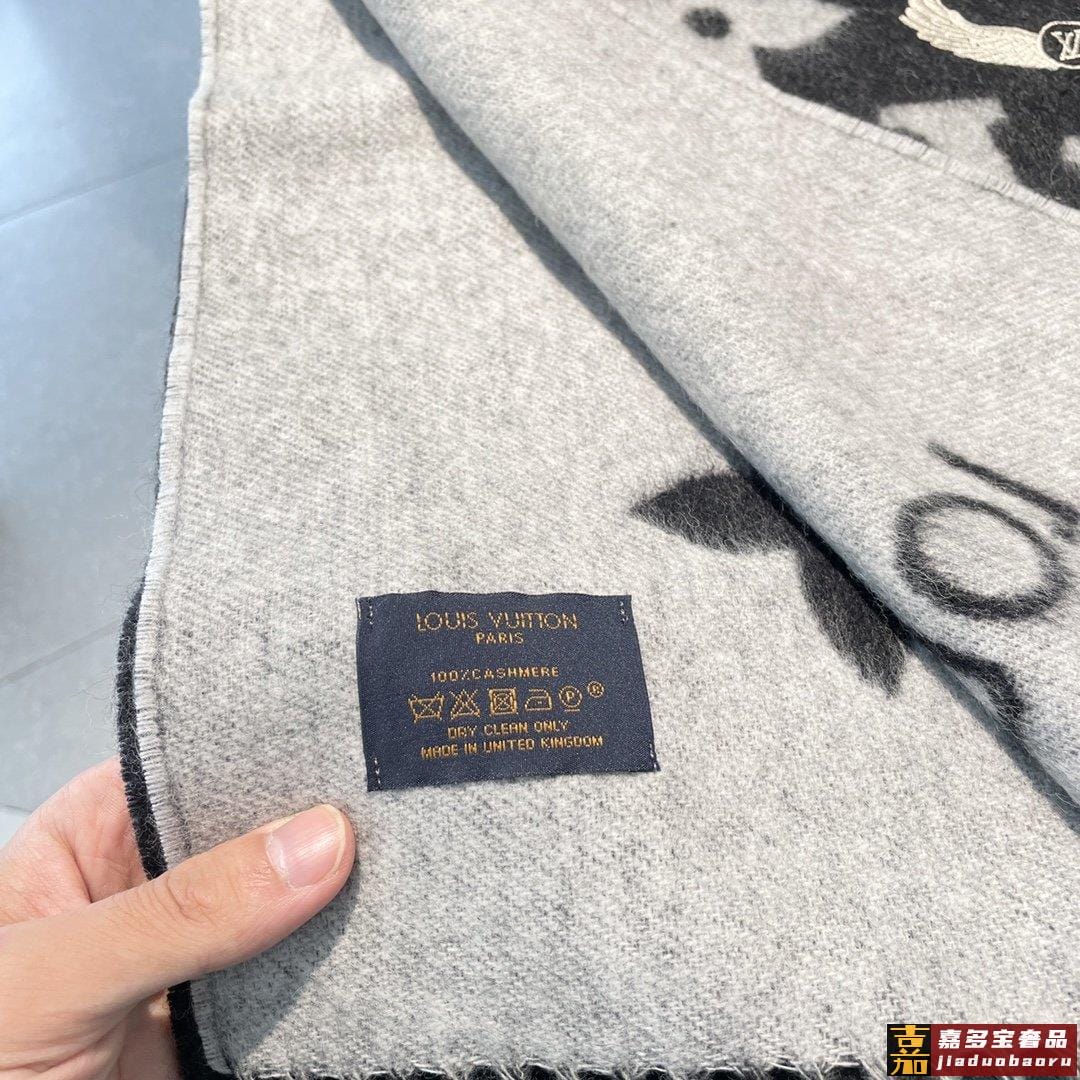 LOUIS VUITTON
PARIS
100%CASHMERE
P ®
DRY CLEAN ONLY
MADE IN UNITED KINGDOM
嘉多宝奢品
jiaduobaoru